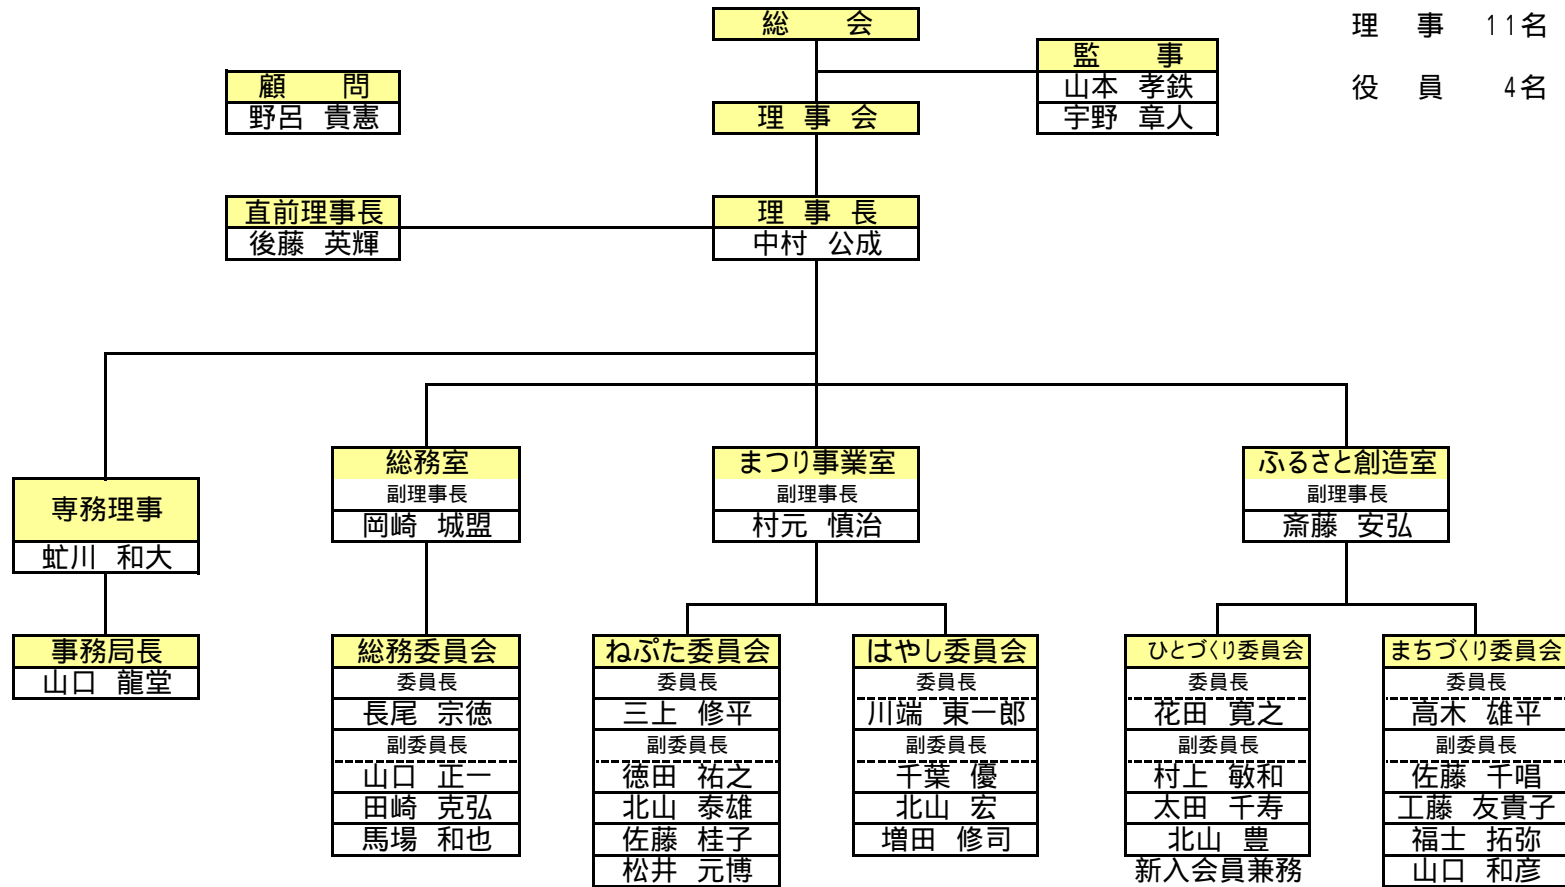 総　会
理　事　11名
役　員　4名
監　事
山本 孝鉄
宇野 章人
顧　問
野呂 貴憲
理 事 会
直前理事長
後藤 英輝
理 事 長
中村 公成
専務理事
虻川 和大
事務局長
山口 龍堂
総務室
副理事長
岡崎 城盟
総務委員会
委員長
長尾 宗徳
副委員長
山口 正一
田崎 克弘
馬場 和也
まつり事業室
副理事長
村元 慎治
ねぷた委員会
委員長
三上 修平
副委員長
徳田 祐之
北山 泰雄
佐藤 桂子
松井 元博
はやし委員会
委員長
川端 東一郎
副委員長
千葉 優
北山 宏
増田 修司
ふるさと創造室
副理事長
斎藤 安弘
ひとづくり委員会
委員長
花田 寛之
副委員長
村上 敏和
太田 千寿
北山 豊
新入会員兼務
まちづくり委員会
委員長
高木 雄平
副委員長
佐藤 千唱
工藤 友貴子
福士 拓弥
山口 和彦